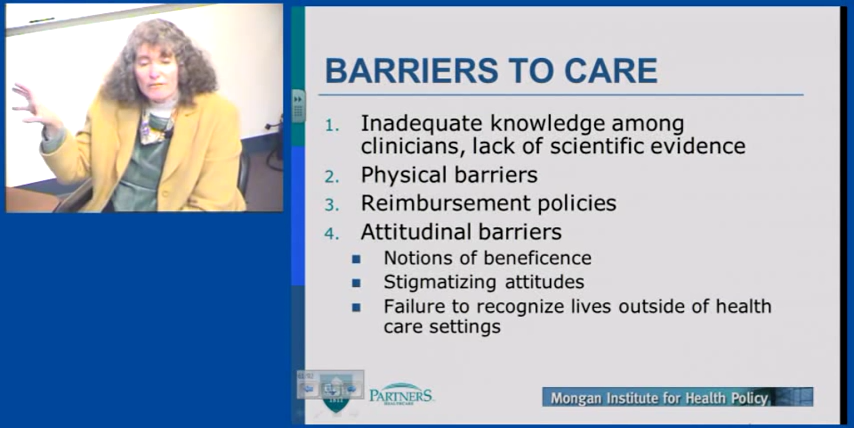 BARRIERS TO CARE
1. Inadequate knowledge among
clinicians, lack of scientific evidence
2. Physical barriers
3. Reimbursement policies
4. Attitudinal barriers
■ Notions of beneficence
■ Stigmatizing attitudes
■ Failure to recognize lives outside of health
care settings
PARTNERS
HEALTHCARE
Mongan Institute for Health Policy